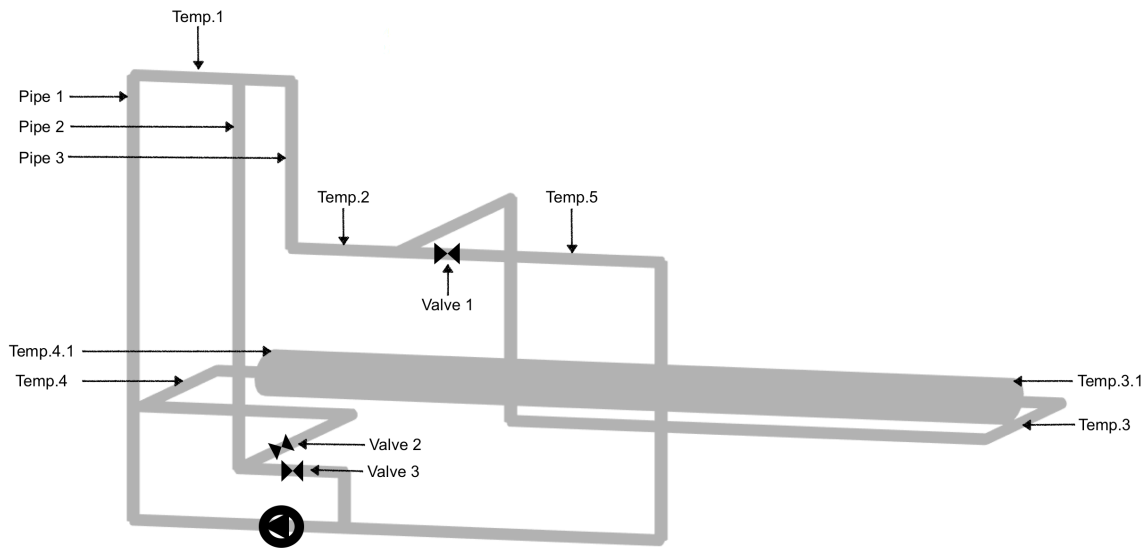 Temp.1
Pipe 1
Pipe 2
Pipe 3
Temp.2
Temp.5
Valve 1
Temp.4.1
Temp.4
Temp.3.1
Temp.3
Valve 2
Valve 3